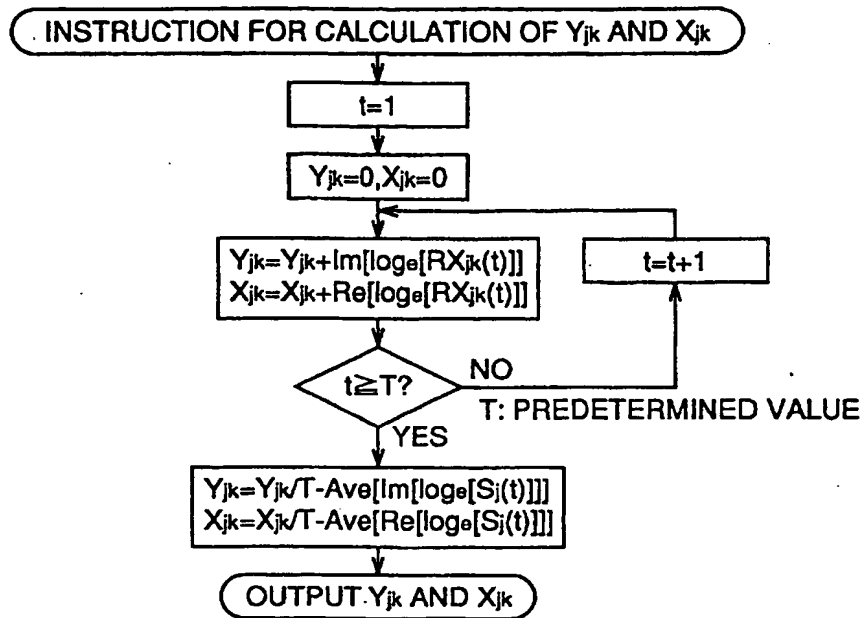 INSTRUCTION FOR CALCULATION OF Yjk AND Xjk
t=1
Yjk=0,Xjk=0
Yjk=Yjk+Im[loge[RXjk(t)]]
Xjk=Xjk+Re[loge[RXjk(t)]]
t=t+1
t≧T?
NO
T: PREDETERMINED VALUE
YES
Yjk=Yjk/T-Ave[Im[loge[Sj(t)]]]
Xjk=Xjk/T-Ave[Re[loge[Sj(t)]]]
OUTPUT Yjk AND Xjk